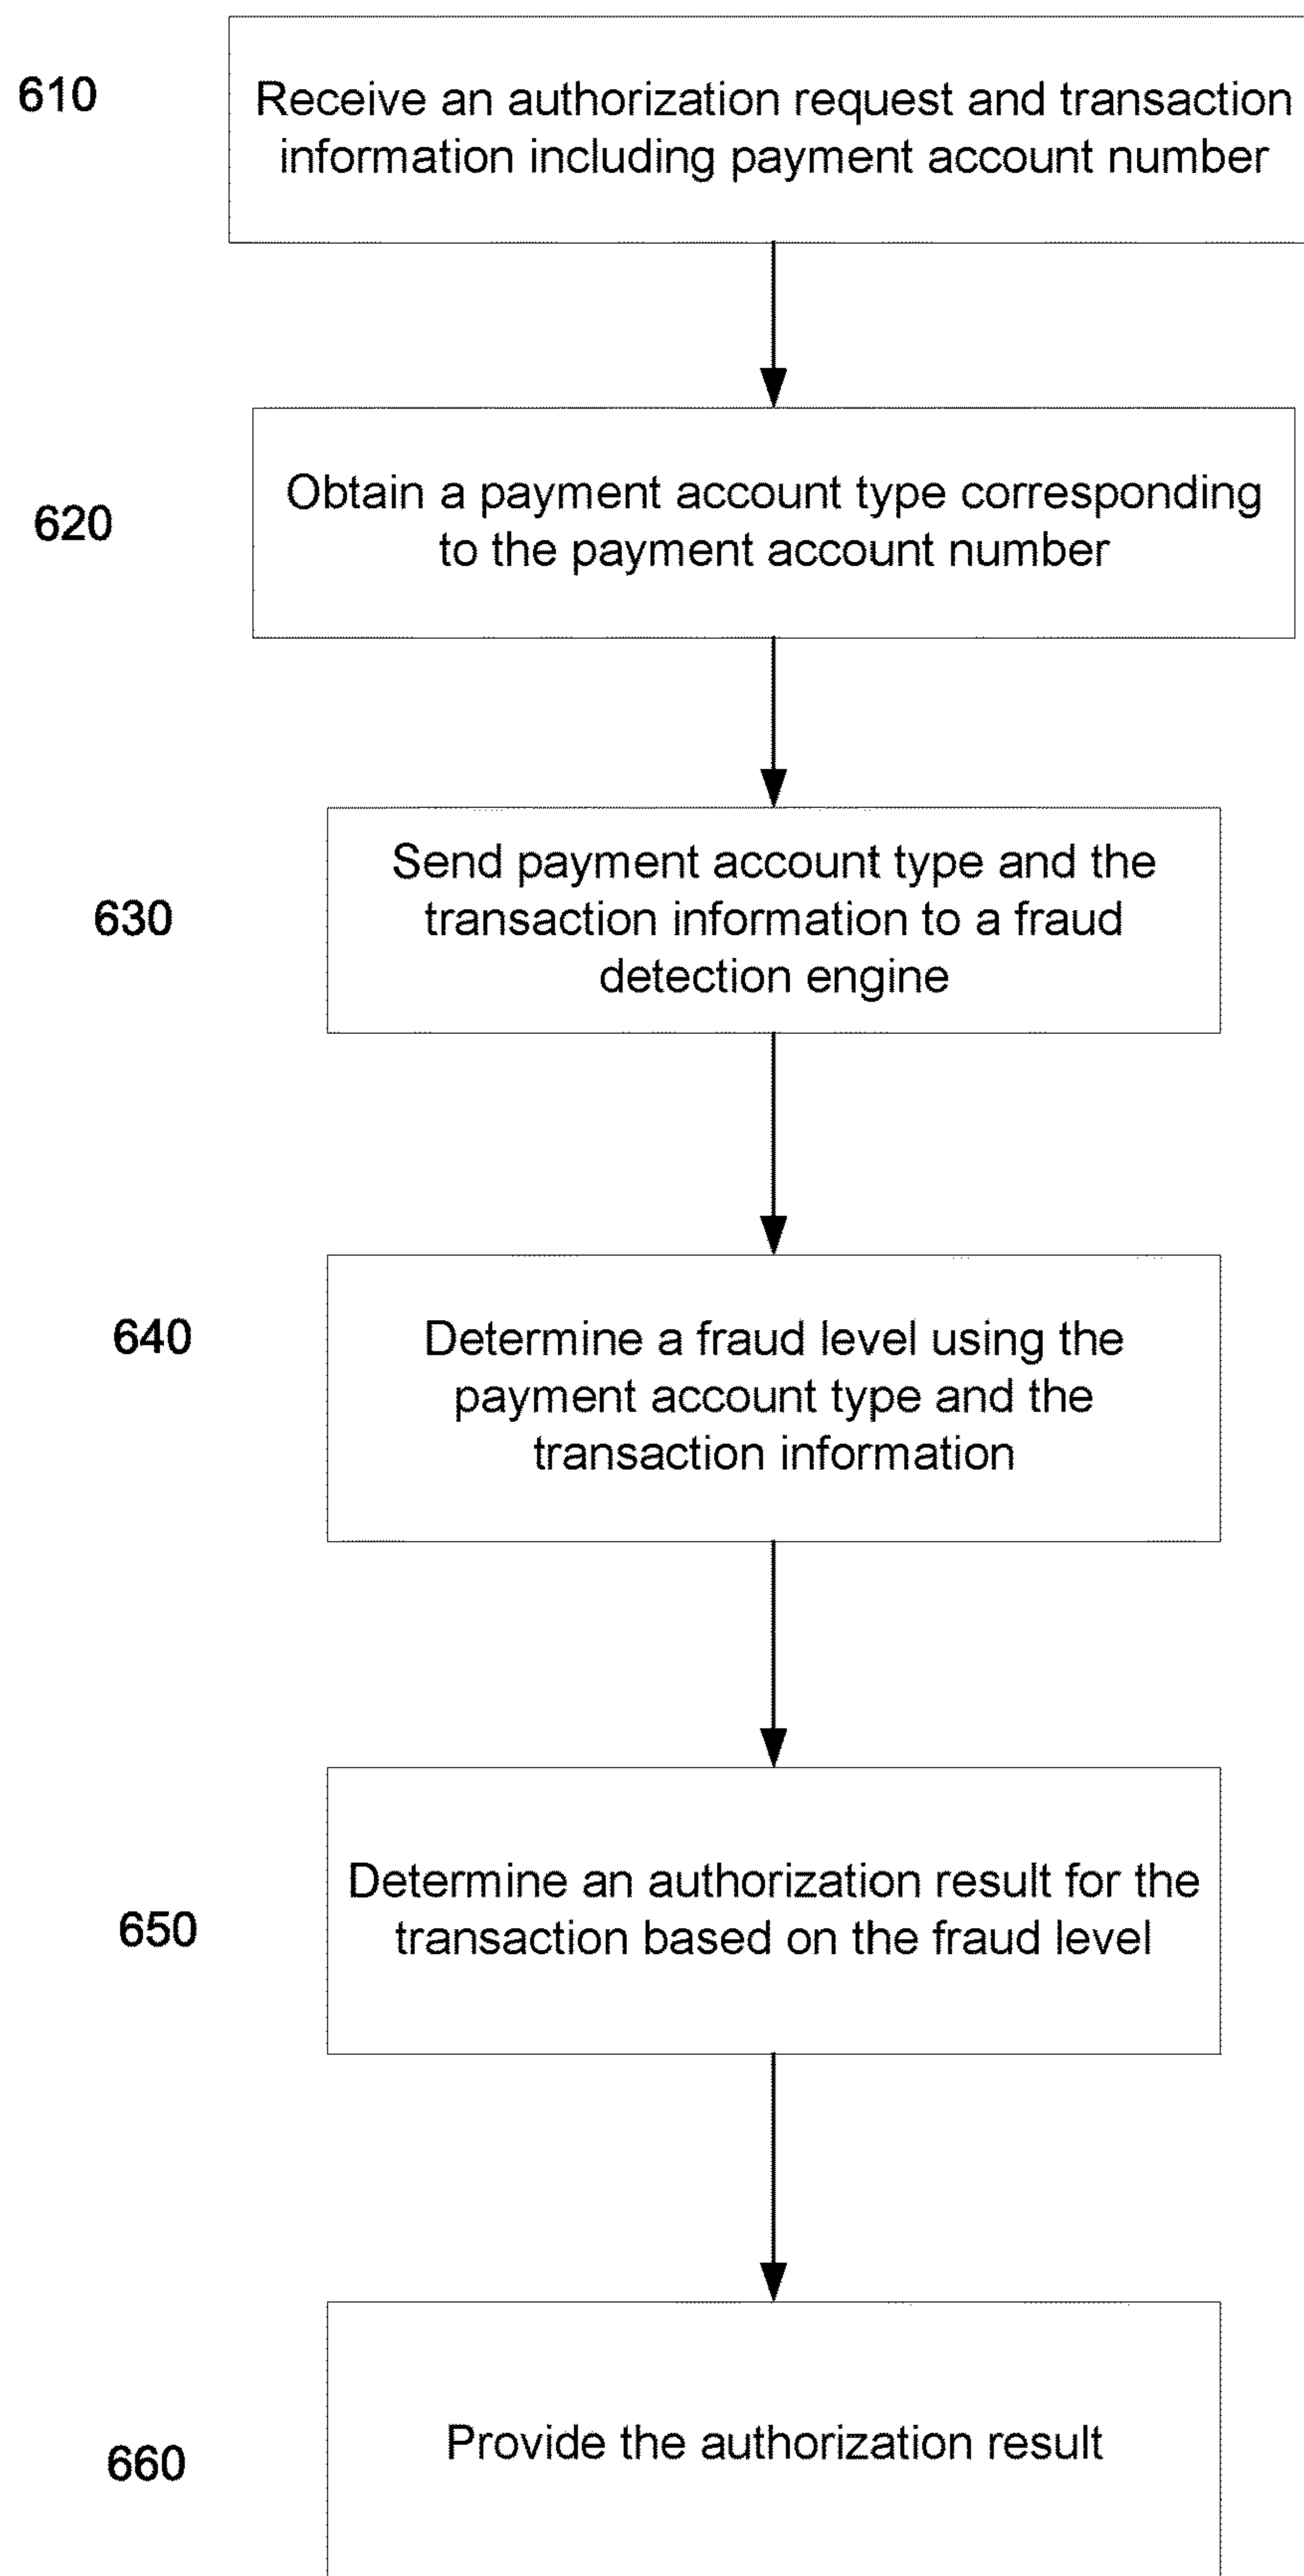 610
Receive an authorization request and transaction
information including payment account number
620
Obtain a payment account type corresponding
to the payment account number
630
Send payment account type and the
transaction information to a fraud
detection engine
640
Determine a fraud level using the
payment account type and the
transaction information
650
Determine an authorization result for the
transaction based on the fraud level
660
Provide the authorization result